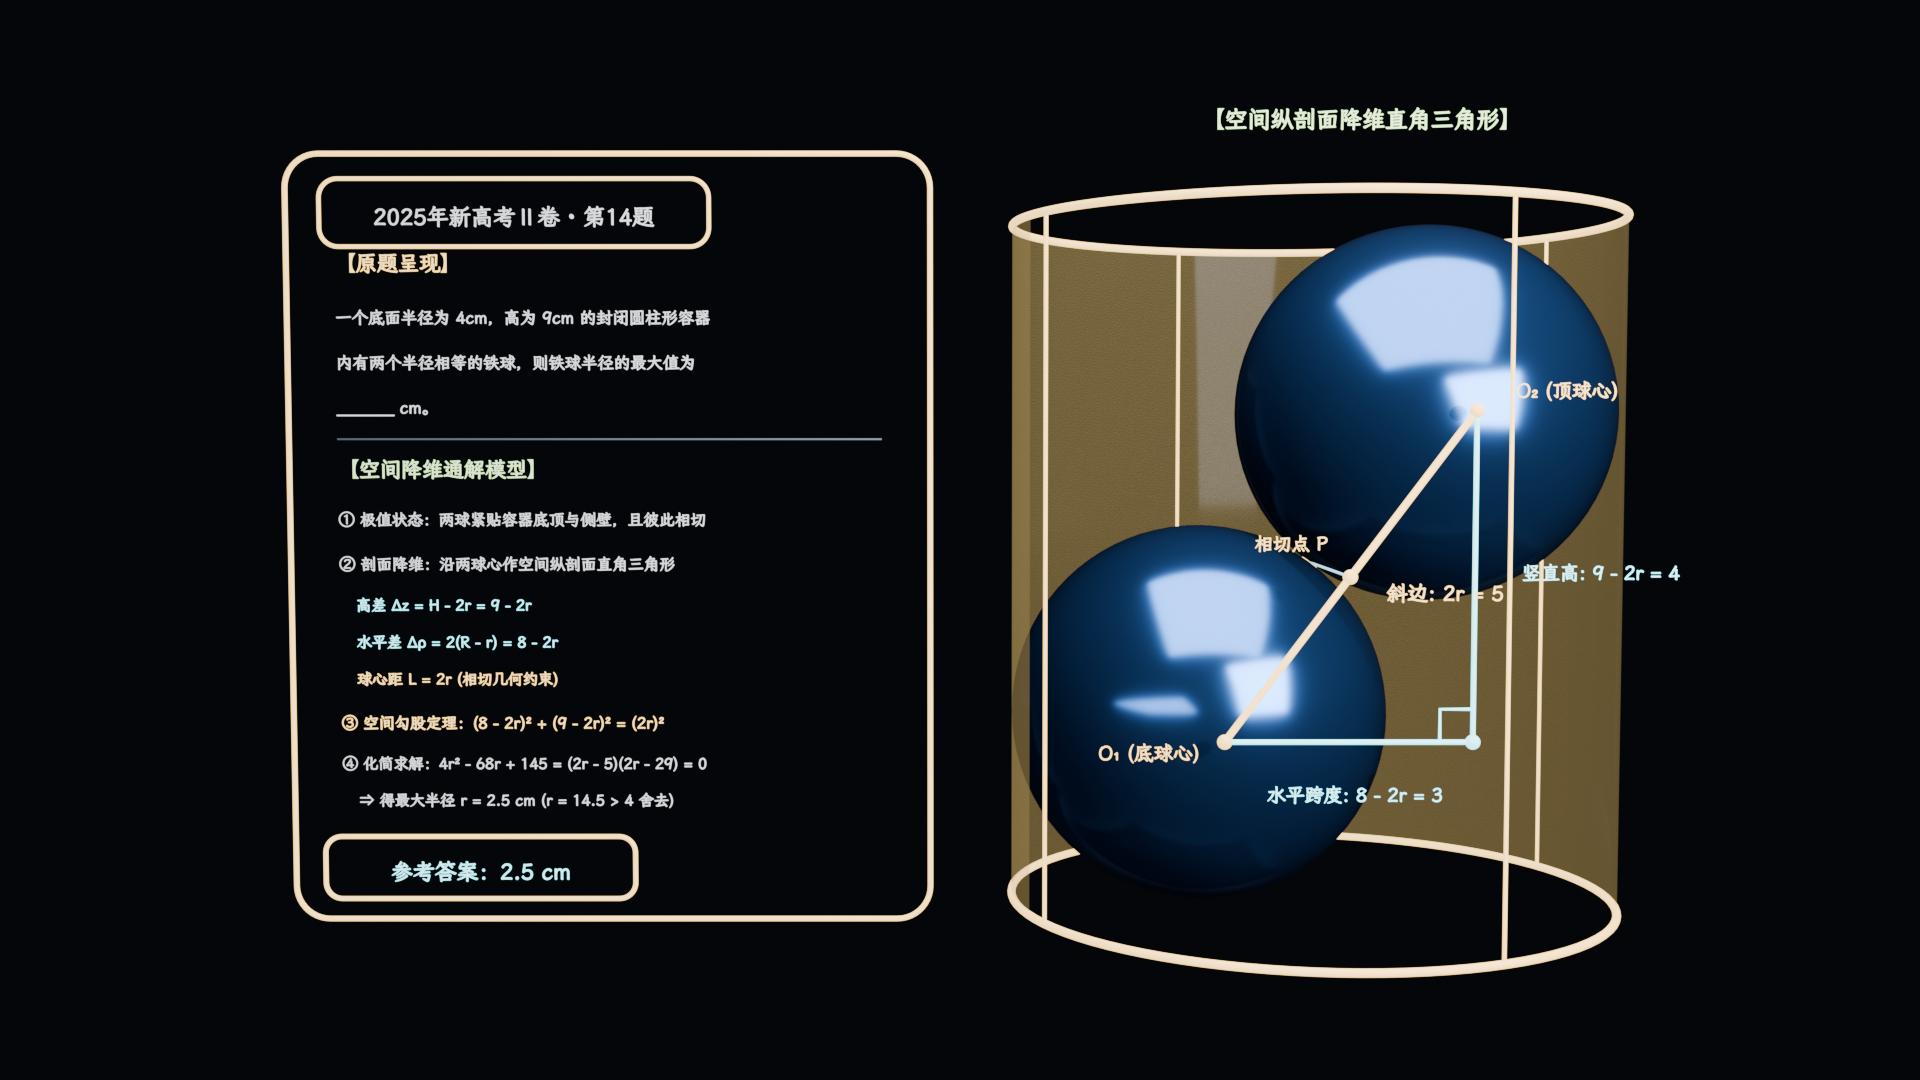 2025年新高考Ⅱ卷·第14题
【原题呈现】
一个底面半径为 4cm，高为 9cm 的封闭圆柱形容器
内有两个半径相等的铁球，则铁球半径的最大值为
______ cm。
【空间降维通解模型】
① 极值状态：两球紧贴容器底顶与侧壁，且彼此相切
② 剖面降维：沿两球心作空间纵剖面直角三角形
高差 Δz = H - 2r = 9 - 2r
水平差 Δρ = 2(R - r) = 8 - 2r
球心距 L = 2r (相切几何约束)
③ 空间勾股定理：(8 - 2r)² + (9 - 2r)² = (2r)²
④ 化简求解：4r² - 68r + 145 = (2r - 5)(2r - 29) = 0
⇒ 得最大半径 r = 2.5 cm (r = 14.5 > 4 舍去)
参考答案：2.5 cm
【空间纵剖面降维直角三角形】
O₂ (顶球心)
相切点 P
竖直高: 9 - 2r = 4
斜边: 2r = 5
O₁ (底球心)
水平跨度: 8 - 2r = 3